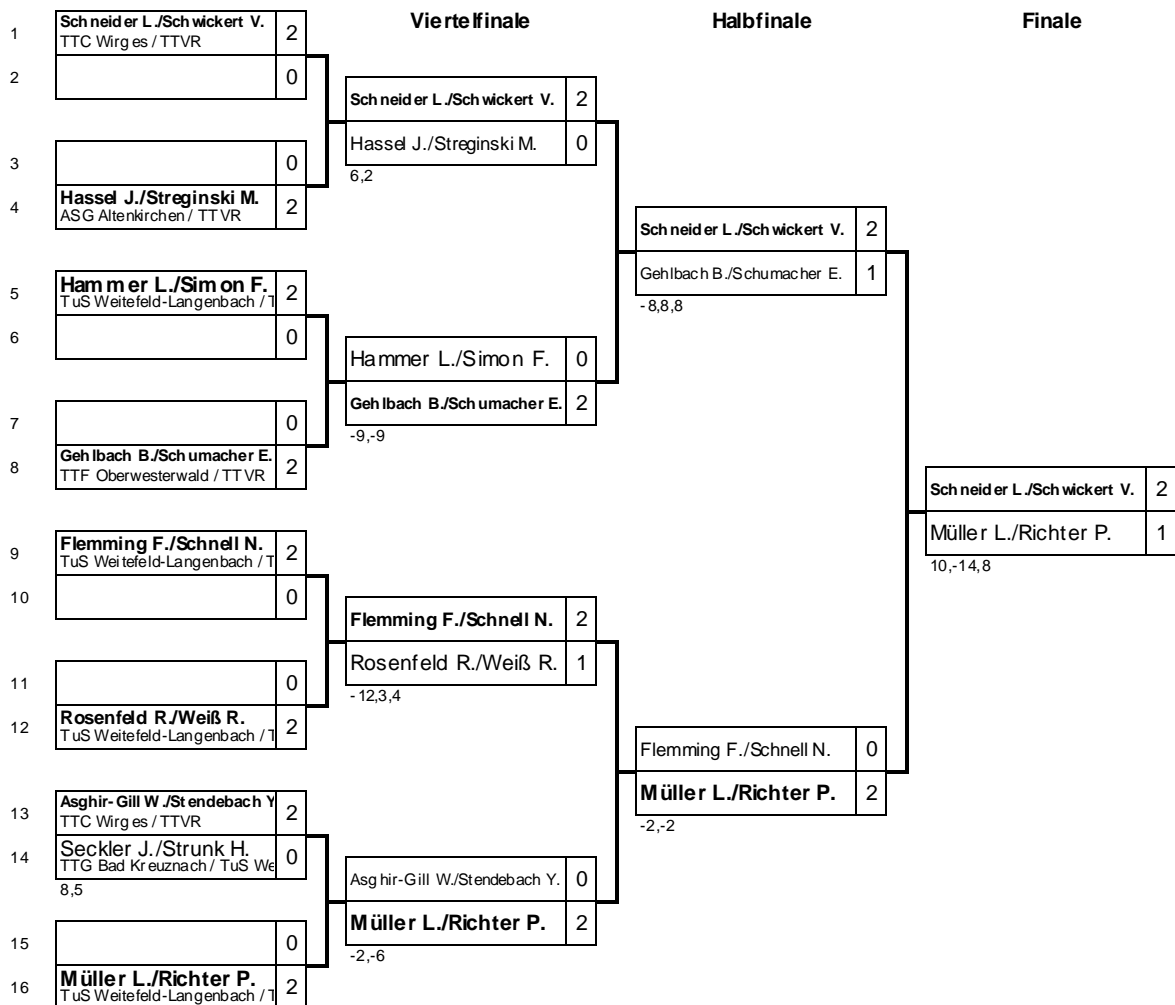 Viertelfinale Halbfinale Finale
1 Schneider L./Schwickert V. 2
TTC Wirges / TTVR
2 0
3 0
4 Hassel J./Streginski M. 2
ASG Altenkirchen / TTVR
5 Hammer L./Simon F. 2
TuS Weitefeld-Langenbach / T
6 0
7 0
8 Gehlbach B./Schumacher E. 2
TTF Oberwesterwald / TTVR
9 Flemming F./Schnell N. 2
TuS Weitefeld-Langenbach / T
10 0
11 0
12 Rosenfeld R./Weiß R. 2
TuS Weitefeld-Langenbach / T
13 Asghir-Gill W./Stendebach Y 2
TTC Wirges / TTVR
14 Seckler J./Strunk H. 0
TTG Bad Kreuznach / TuS We
8,5
15 0
16 Müller L./Richter P. 2
TuS Weitefeld-Langenbach / T
Schneider L./Schwickert V. 2
Hassel J./Streginski M. 0
6,2
Hammer L./Simon F. 0
Gehlbach B./Schumacher E. 2
-9,-9
Flemming F./Schnell N. 2
Rosenfeld R./Weiß R. 1
-12,3,4
Asghir-Gill W./Stendebach Y. 0
Müller L./Richter P. 2
-2,-6
Schneider L./Schwickert V. 2
Gehlbach B./Schumacher E. 1
-8,8,8
Flemming F./Schnell N. 0
Müller L./Richter P. 2
-2,-2
Schneider L./Schwickert V. 2
Müller L./Richter P. 1
10,-14,8